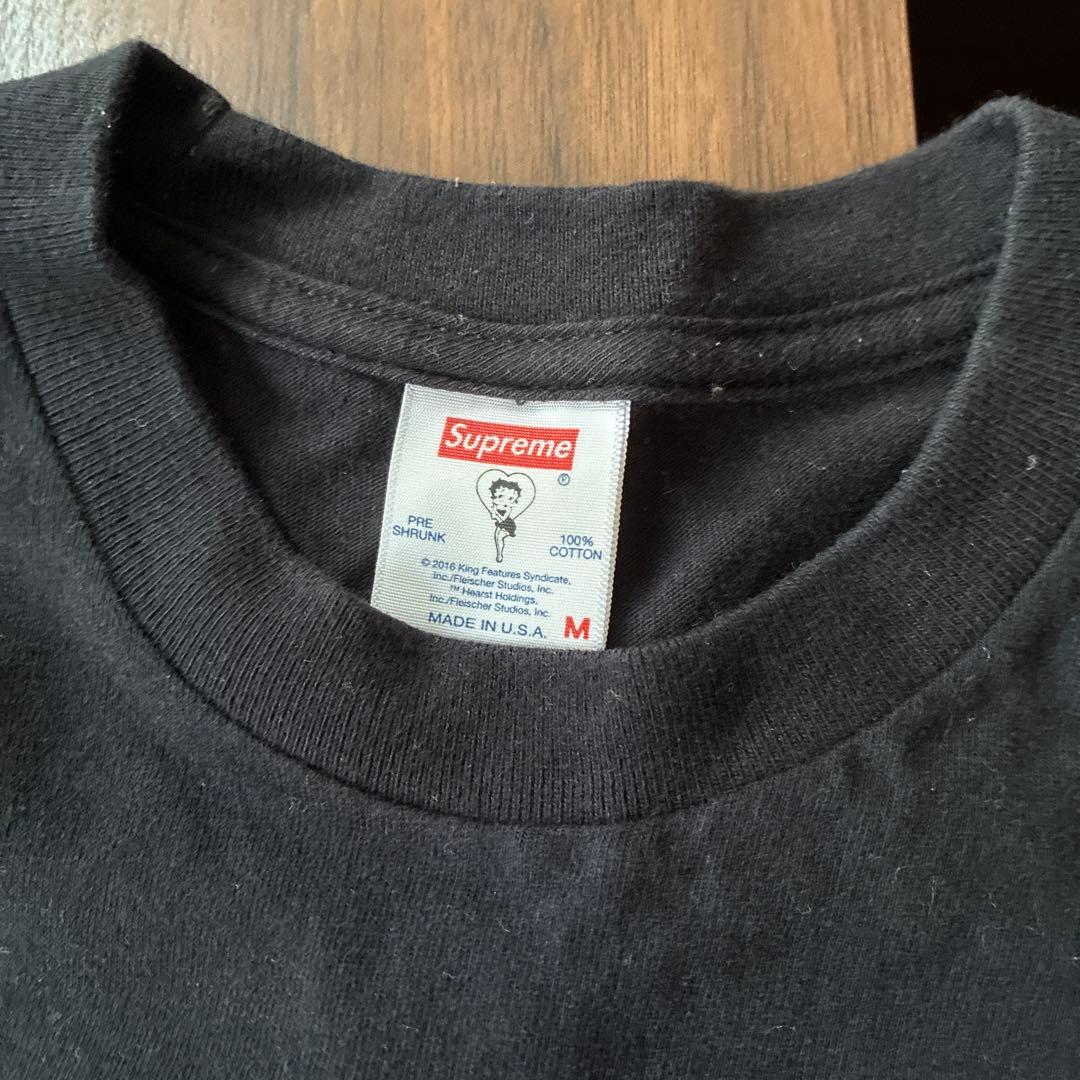 Supreme
®
PRE
SHRUNK
100%
COTTON
© 2016 King Features Syndicate,
Inc./Fleischer Studios, Inc.
™ Hearst Holdings,
Inc./Fleischer Studios, Inc.
MADE IN U.S.A.
M